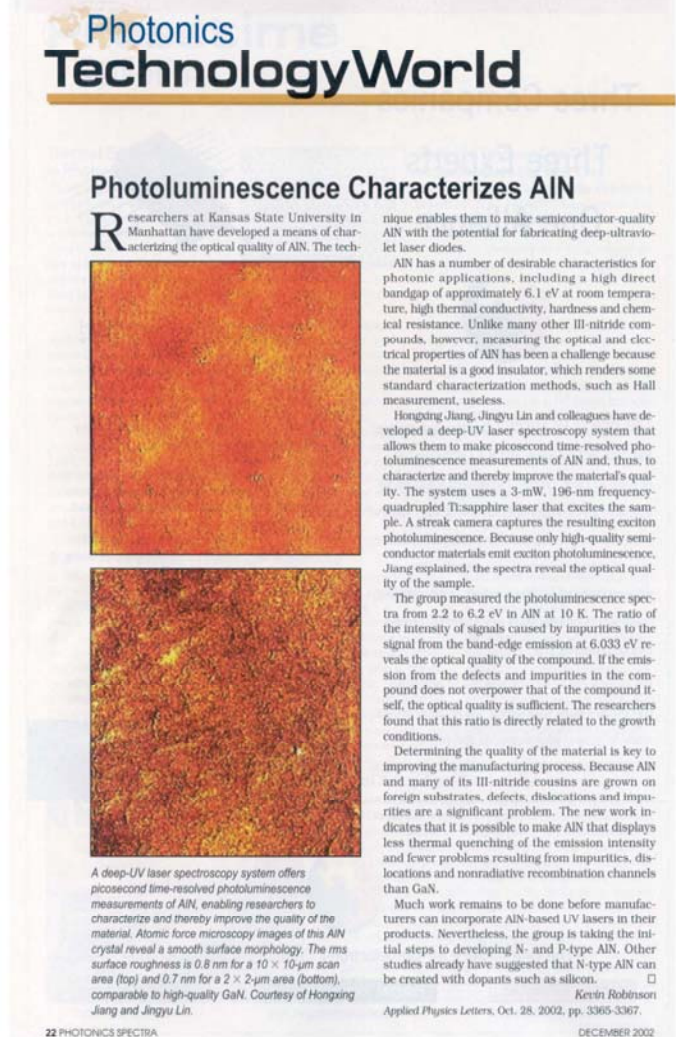 Photonics
TechnologyWorld
Photoluminescence Characterizes AlN
Researchers at Kansas State University in
Manhattan have developed a means of char-
acterizing the optical quality of AlN. The tech-
A deep-UV laser spectroscopy system offers
picosecond time-resolved photoluminescence
measurements of AlN, enabling researchers to
characterize and thereby improve the quality of the
material. Atomic force microscopy images of this AlN
crystal reveal a smooth surface morphology. The rms
surface roughness is 0.8 nm for a 10 × 10-µm scan
area (top) and 0.7 nm for a 2 × 2-µm area (bottom),
comparable to high-quality GaN. Courtesy of Hongxing
Jiang and Jingyu Lin.
nique enables them to make semiconductor-quality
AlN with the potential for fabricating deep-ultravio-
let laser diodes.
AlN has a number of desirable characteristics for
photonic applications, including a high direct
bandgap of approximately 6.1 eV at room tempera-
ture, high thermal conductivity, hardness and chem-
ical resistance. Unlike many other III-nitride com-
pounds, however, measuring the optical and elec-
trical properties of AlN has been a challenge because
the material is a good insulator, which renders some
standard characterization methods, such as Hall
measurement, useless.
Hongxing Jiang, Jingyu Lin and colleagues have de-
veloped a deep-UV laser spectroscopy system that
allows them to make picosecond time-resolved pho-
toluminescence measurements of AlN and, thus, to
characterize and thereby improve the material's qual-
ity. The system uses a 3-mW, 196-nm frequency-
quadrupled Ti:sapphire laser that excites the sam-
ple. A streak camera captures the resulting exciton
photoluminescence. Because only high-quality semi-
conductor materials emit exciton photoluminescence,
Jiang explained, the spectra reveal the optical qual-
ity of the sample.
The group measured the photoluminescence spec-
tra from 2.2 to 6.2 eV in AlN at 10 K. The ratio of
the intensity of signals caused by impurities to the
signal from the band-edge emission at 6.033 eV re-
veals the optical quality of the compound. If the emis-
sion from the defects and impurities in the com-
pound does not overpower that of the compound it-
self, the optical quality is sufficient. The researchers
found that this ratio is directly related to the growth
conditions.
Determining the quality of the material is key to
improving the manufacturing process. Because AlN
and many of its III-nitride cousins are grown on
foreign substrates, defects, dislocations and impu-
rities are a significant problem. The new work in-
dicates that it is possible to make AlN that displays
less thermal quenching of the emission intensity
and fewer problems resulting from impurities, dis-
locations and nonradiative recombination channels
than GaN.
Much work remains to be done before manufac-
turers can incorporate AlN-based UV lasers in their
products. Nevertheless, the group is taking the ini-
tial steps to developing N- and P-type AlN. Other
studies already have suggested that N-type AlN can
be created with dopants such as silicon. □
Kevin Robinson
Applied Physics Letters, Oct. 28, 2002, pp. 3365-3367.
22 PHOTONICS SPECTRA
DECEMBER 2002